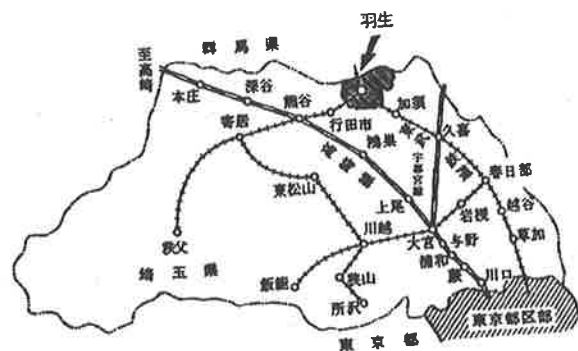 羽生
群馬県
至高崎
本庄
深谷
熊谷
行田市
加須
久喜
東武
寄居
鴻巣
高崎線
宇都宮線
春日部
東松山
上尾
岩槻
越谷
秩父
川越
大宮
与野
浦和
草加
埼玉県
飯能
狭山
蕨
川口
所沢
東京都区部
東京都